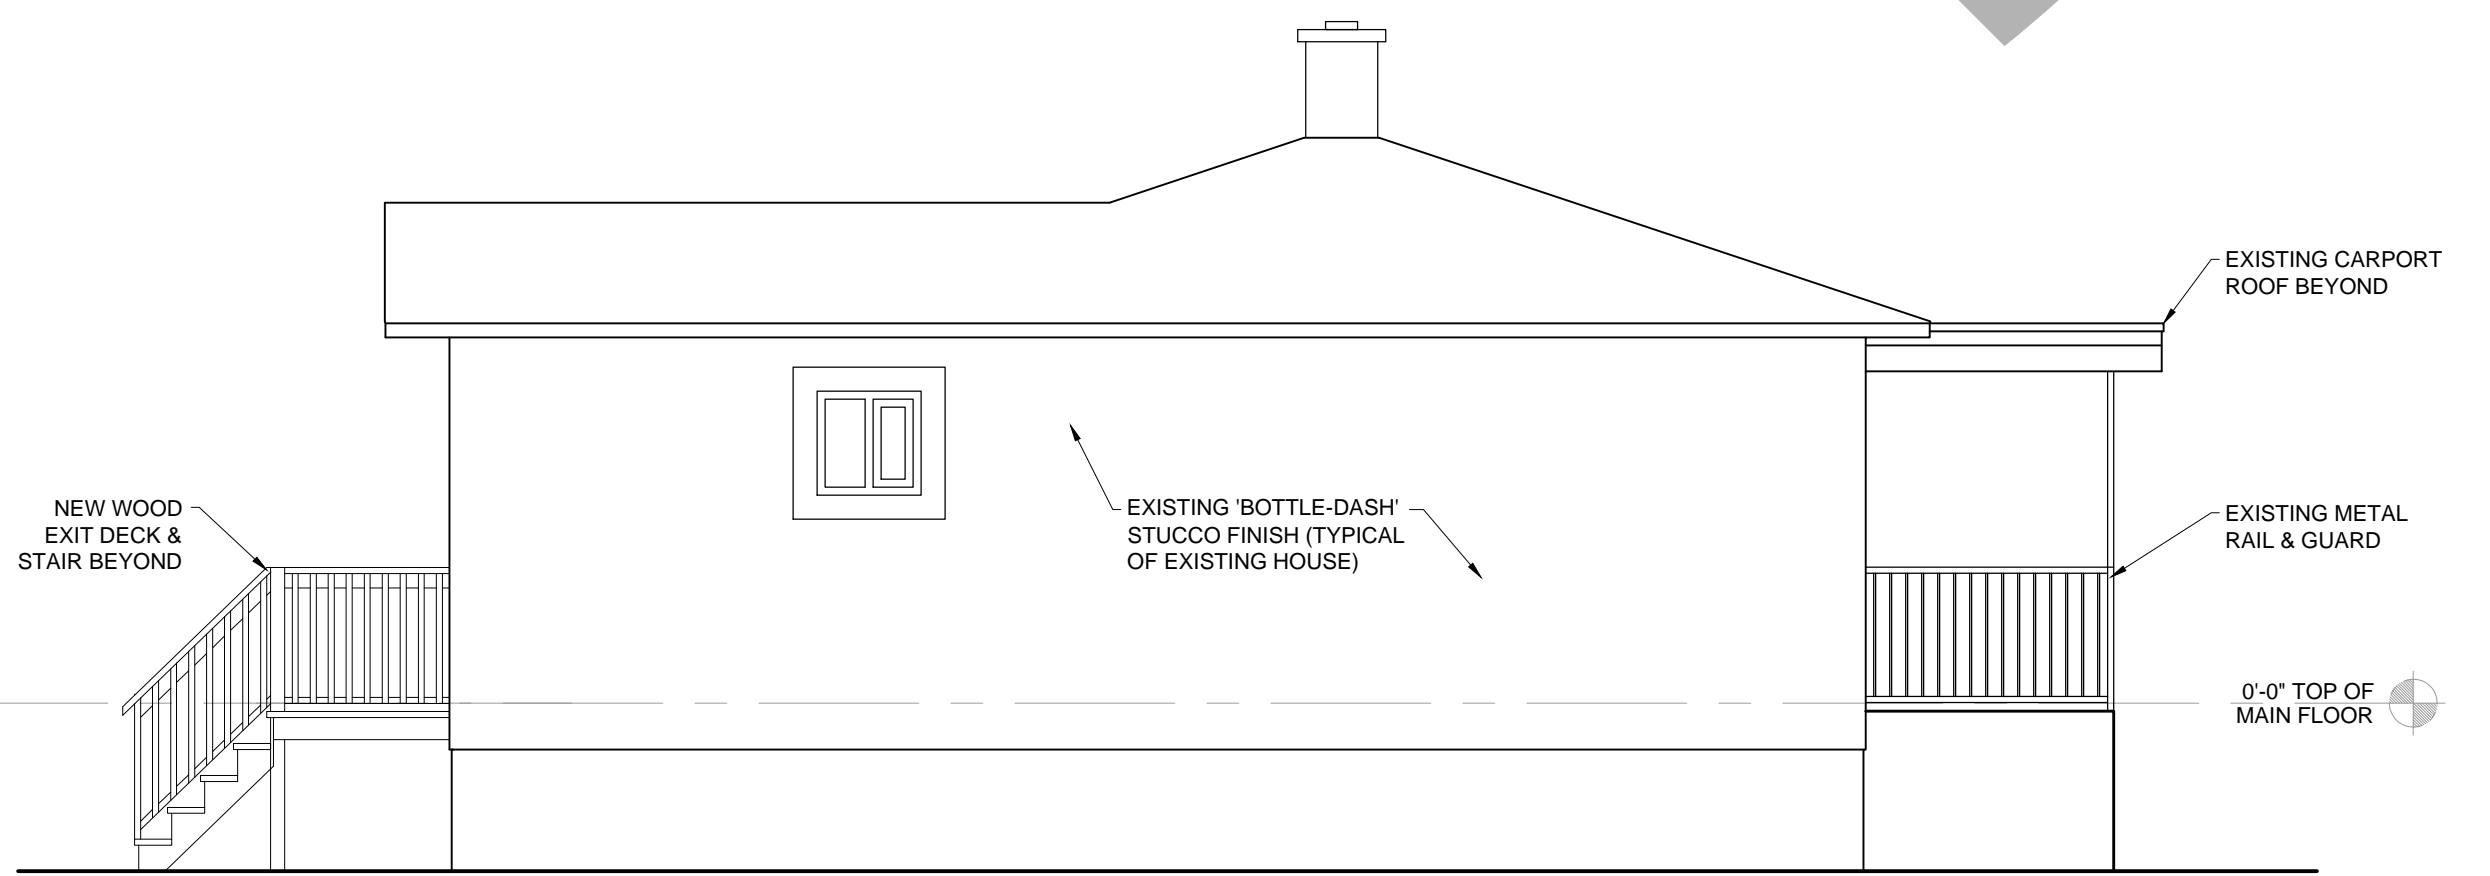 EXISTING CARPORT
ROOF BEYOND
NEW WOOD
EXIT DECK &
STAIR BEYOND
EXISTING 'BOTTLE-DASH'
STUCCO FINISH (TYPICAL
OF EXISTING HOUSE)
EXISTING METAL
RAIL & GUARD
0'-0" TOP OF
MAIN FLOOR